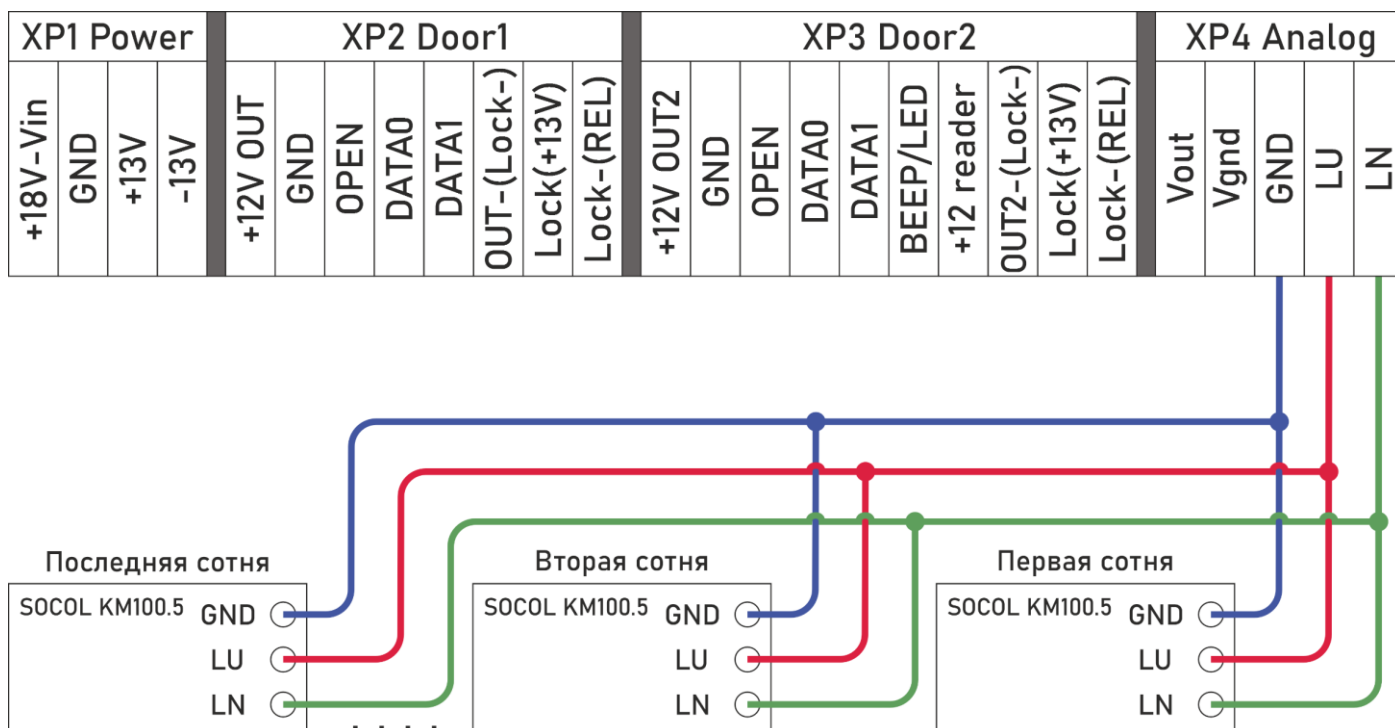 XP1 Power
XP2 Door1
XP3 Door2
XP4 Analog
+18V-Vin
GND
+13V
-13V
+12V OUT
GND
OPEN
DATA0
DATA1
OUT-(Lock-)
Lock(+13V)
Lock-(REL)
+12V OUT2
GND
OPEN
DATA0
DATA1
BEEP/LED
+12 reader
OUT2-(Lock-)
Lock(+13V)
Lock-(REL)
Vout
Vgnd
GND
LU
LN
Последняя сотня
SOCOL KM100.5
GND
LU
LN
Вторая сотня
SOCOL KM100.5
GND
LU
LN
Первая сотня
SOCOL KM100.5
GND
LU
LN